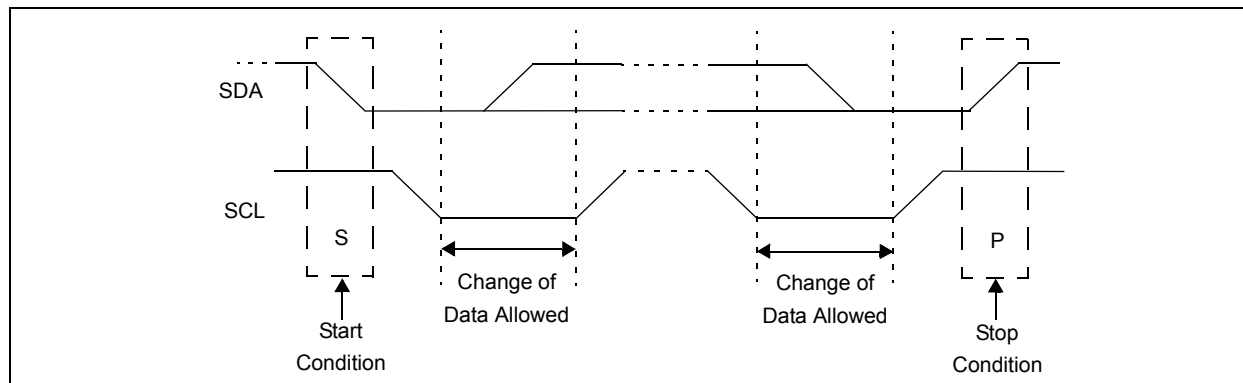 SDA
SCL
S
P
Change of
Data Allowed
Change of
Data Allowed
Start
Condition
Stop
Condition